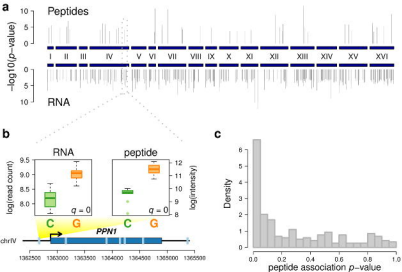 a
Peptides
10
5
0
I II III IV V VI VII VIII IX X XI XII XIII XIV XV XVI
0
5
10
−log10(p−value)
RNA
b
RNA
peptide
9.5
9.0
8.5
8.0
log(read count)
12
11
10
9
8
log(intensity)
q = 0
q = 0
C G
C G
PPN1
chrIV
1362500 1363000 1363500 1364000 1364500 1365000 1365500
c
Density
6
5
4
3
2
1
0
0.0 0.2 0.4 0.6 0.8 1.0
peptide association p−value